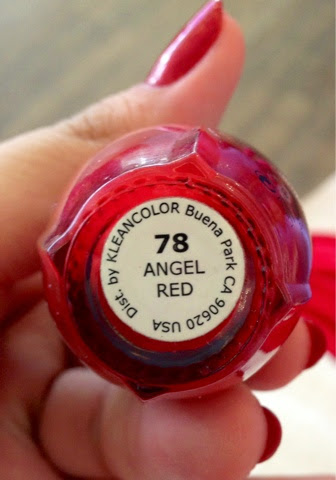 Dist. by KLEANCOLOR Buena Park CA 90620 USA
78
ANGEL
RED